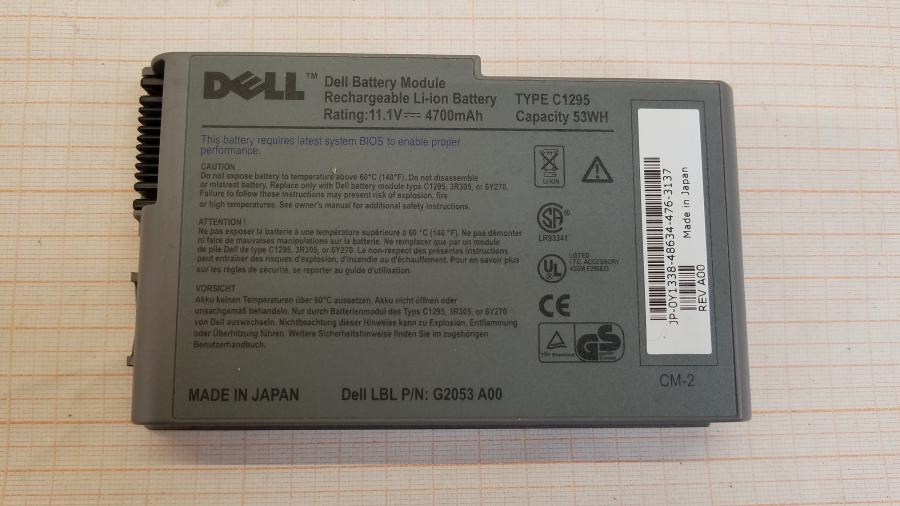 DELL™
Dell Battery Module
Rechargeable Li-ion Battery
Rating:11.1V⎓ 4700mAh
TYPE C1295
Capacity 53WH
This battery requires latest system BIOS to enable proper
performance.
CAUTION
Do not expose battery to temperature above 60°C (140°F). Do not disassemble
or mistreat battery. Replace only with Dell battery module type C1295, 3R305, or 6Y270.
Failure to follow these instructions may present risk of explosion, fire
or high temperatures. See owner's manual for additional safety instructions.
ATTENTION !
Ne pas exposer la batterie à une température supérieure à 60 °C (140 °F). Ne pas démonter
ni faire de mauvaises manipulations sur la batterie. Ne remplacer que par un module
de pile Dell de type C1295, 3R305, or 6Y270. Le non-respect des présentes instructions
peut entraîner des risques d'explosion, d'incendie ou d'échauffement. Pour en savoir plus
sur les règles de sécurité, se reporter au guide d'utilisation.
VORSICHT
Akku keinen Temperaturen über 60°C aussetzen. Akku nicht öffnen oder
unsachgemäß behandeln. Nur durch Batterienmodul des Typs C1295, 3R305, or 6Y270
von Dell auswechseln. Nichtbeachtung dieser Hinweise kann zu Explosion, Entflammung
oder Überhitzung führen. Weitere Sicherheitshinweise finden Sie im zugehörigen
Benutzerhandbuch.
MADE IN JAPAN
Dell LBL P/N: G2053 A00
LI-ION
SA
LR93341
UL
LISTED
I.T.E. ACCESSORY
CE
GS
JP-0Y1338-48634-476-3137
Made in Japan
REV A00
CM-2